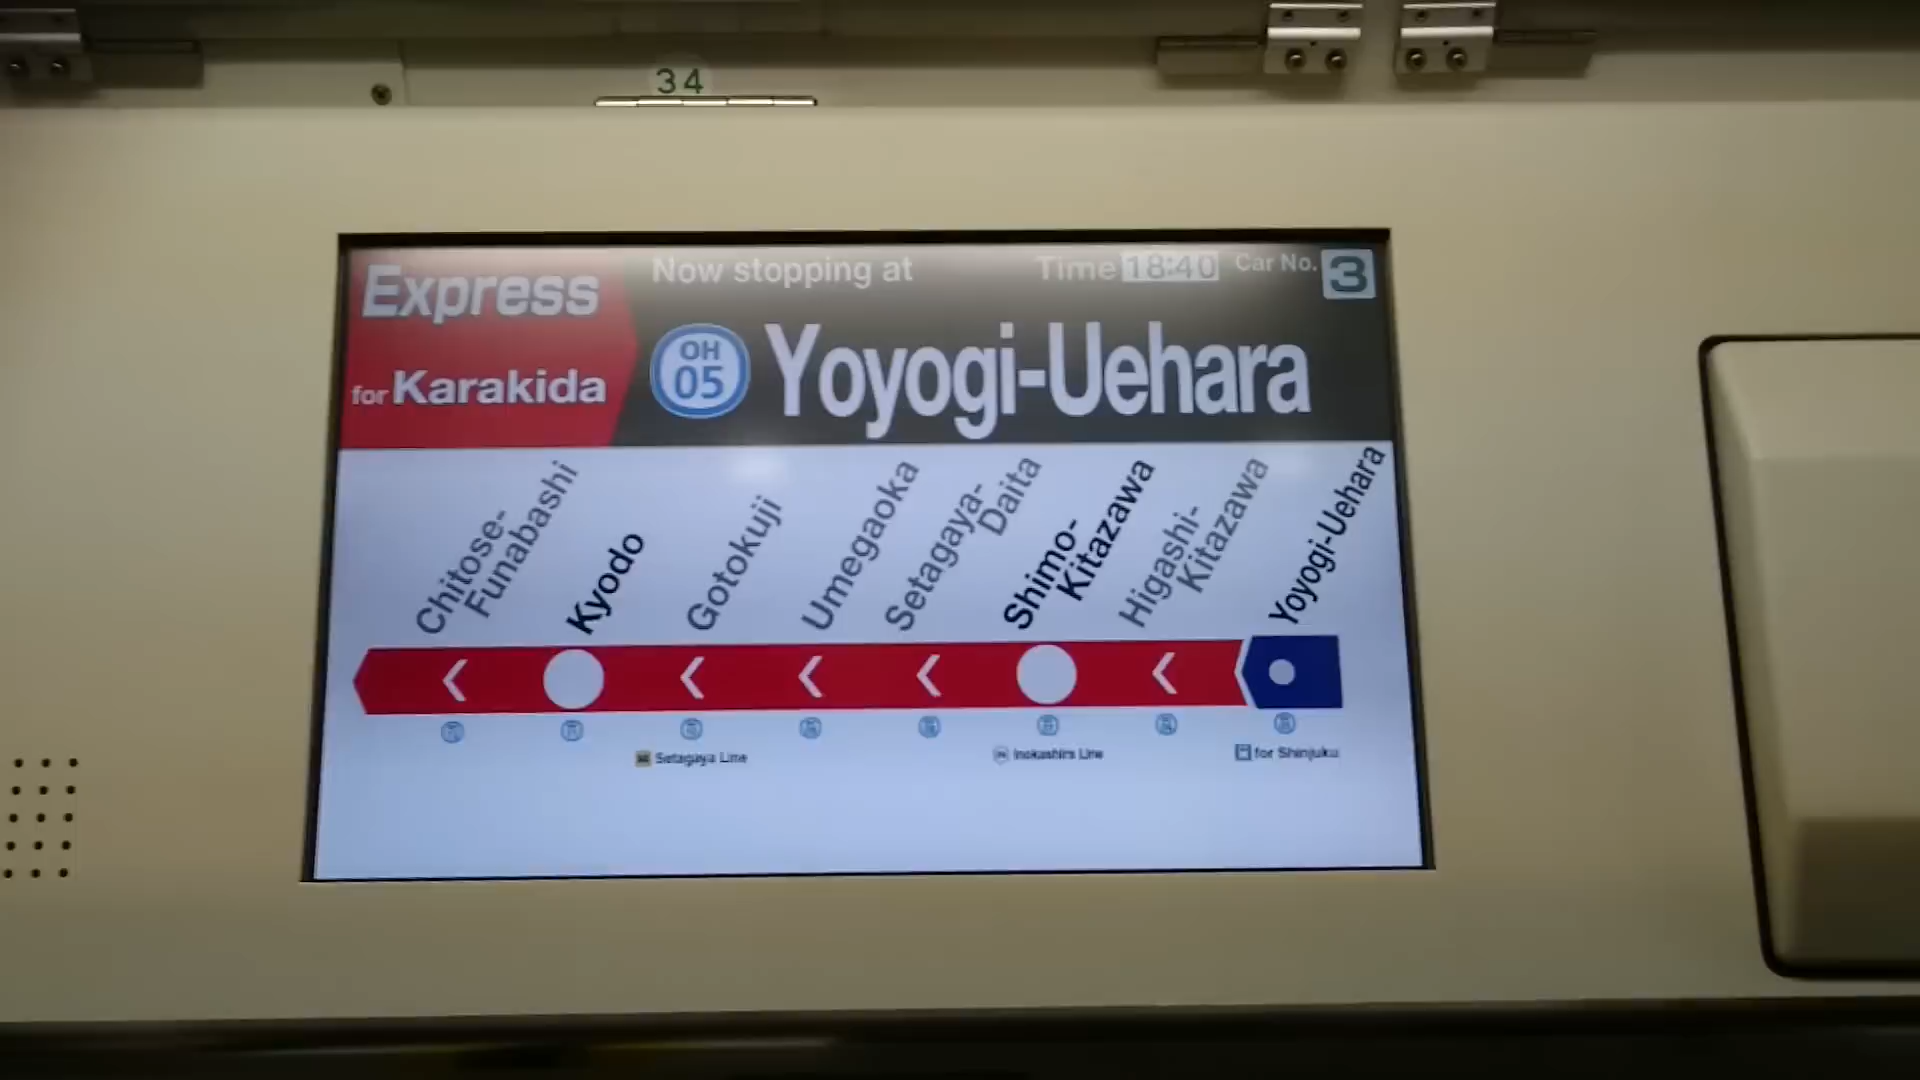 34
Express
for Karakida
Now stopping at
Time 18:40 Car No. 3
OH
05
Yoyogi-Uehara
Chitose-
Funabashi
Kyodo
Gotokuji
Umegaoka
Setagaya-
Daita
Shimo-
Kitazawa
Higashi-
Kitazawa
Yoyogi-Uehara
Setagaya Line
Inokashira Line
for Shinjuku